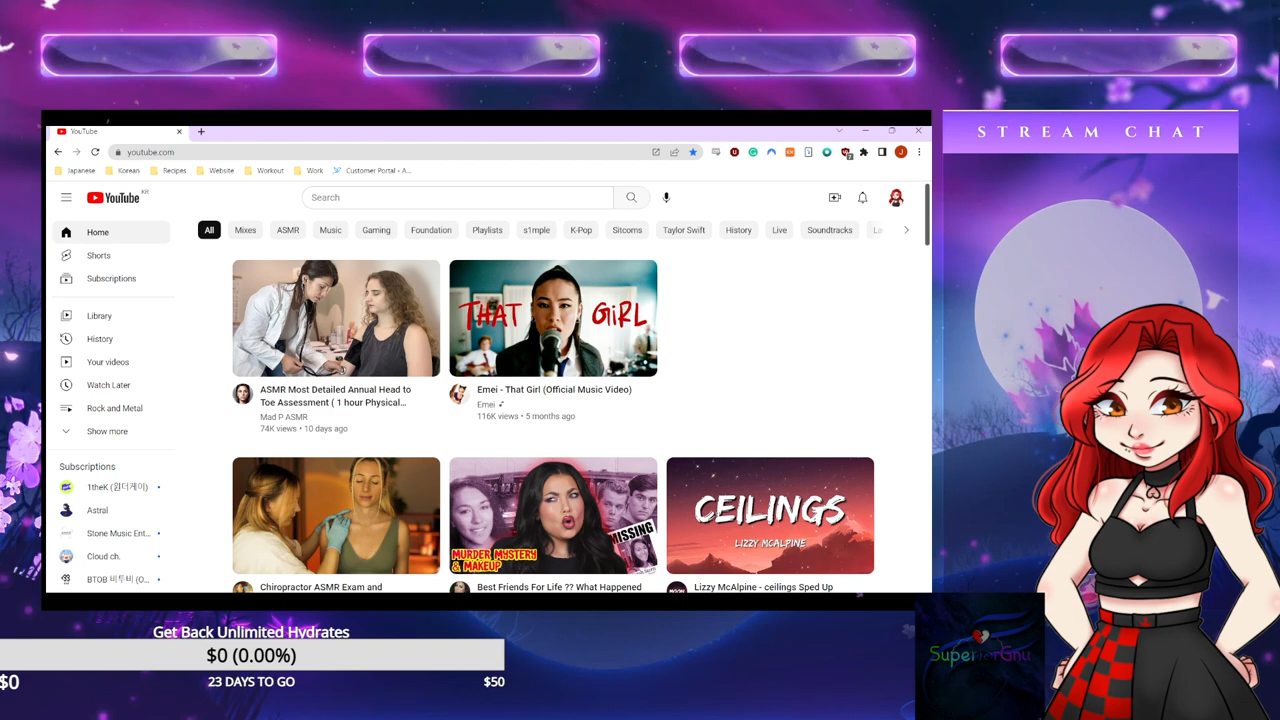 YouTube
youtube.com
Japanese
Korean
Recipes
Website
Workout
Work
Customer Portal - A...
YouTube KR
Search
All
Mixes
ASMR
Music
Gaming
Foundation
Playlists
s1mple
K-Pop
Sitcoms
Taylor Swift
History
Live
Soundtracks
STREAM CHAT
Home
Shorts
Subscriptions
Library
History
Your videos
Watch Later
Rock and Metal
Show more
Subscriptions
1theK (원더케이)
Astral
Stone Music Ent...
Cloud ch.
BTOB 비투비 (O...
ASMR Most Detailed Annual Head to
Toe Assessment ( 1 hour Physical...
Mad P ASMR
74K views • 10 days ago
THAT GiRL
Emei - That Girl (Official Music Video)
Emei
116K views • 5 months ago
Chiropractor ASMR Exam and
MURDER MYSTERY
& MAKEUP
MISSING
Best Friends For Life ?? What Happened
CEILINGS
LIZZY MCALPINE
Lizzy McAlpine - ceilings Sped Up
Get Back Unlimited Hydrates
$0 (0.00%)
$0
23 DAYS TO GO
$50